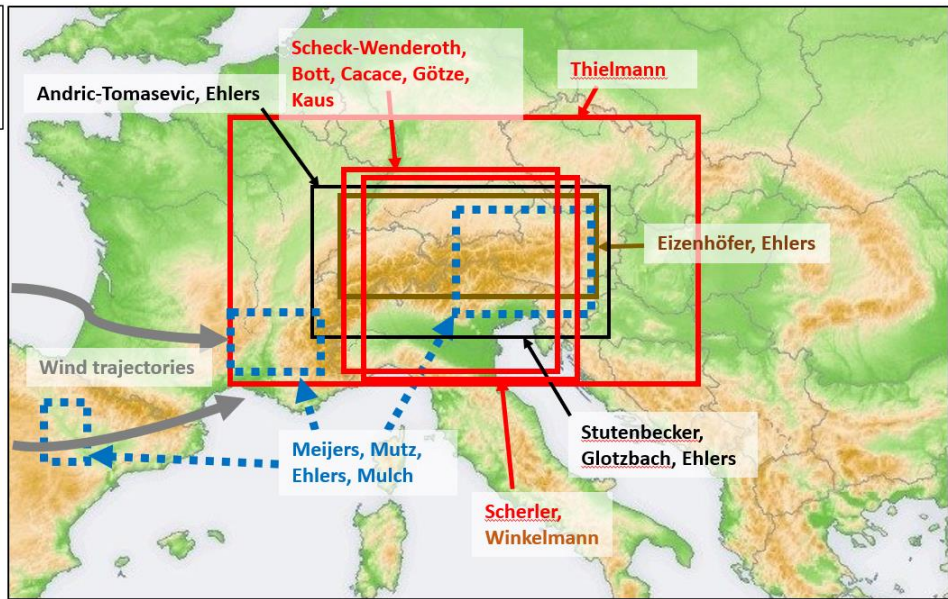 Scheck-Wenderoth,
Bott, Cacace, Götze,
Kaus
Thielmann
Andric-Tomasevic, Ehlers
Eizenhöfer, Ehlers
Wind trajectories
Meijers, Mutz,
Ehlers, Mulch
Stutenbecker,
Glotzbach, Ehlers
Scherler,
Winkelmann